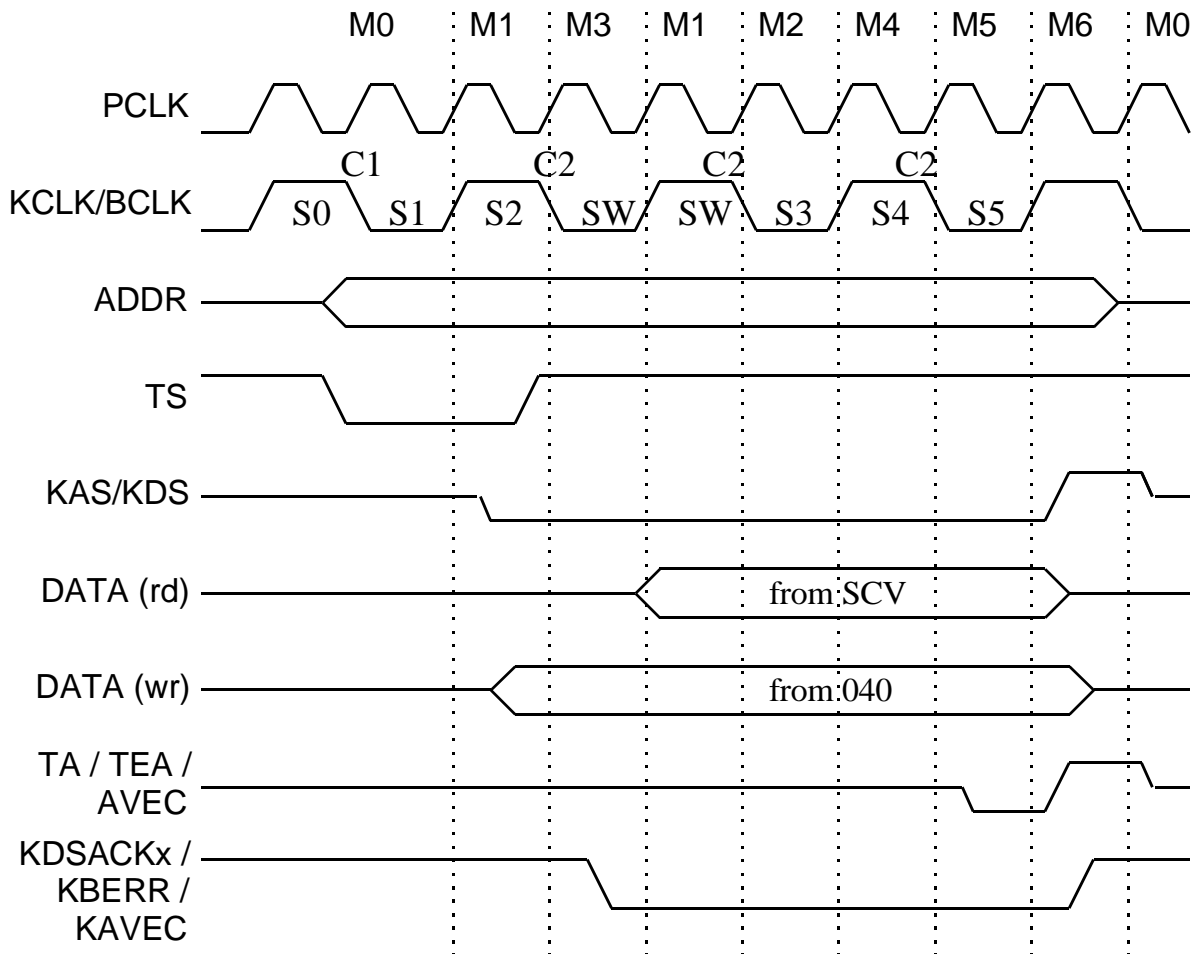 M0 M1 M3 M1 M2 M4 M5 M6 M0
PCLK
C1 C2 C2 C2
KCLK/BCLK
S0 S1 S2 SW SW S3 S4 S5
ADDR
TS
KAS/KDS
DATA (rd)
from SCV
DATA (wr)
from 040
TA / TEA /
AVEC
KDSACKx /
KBERR /
KAVEC